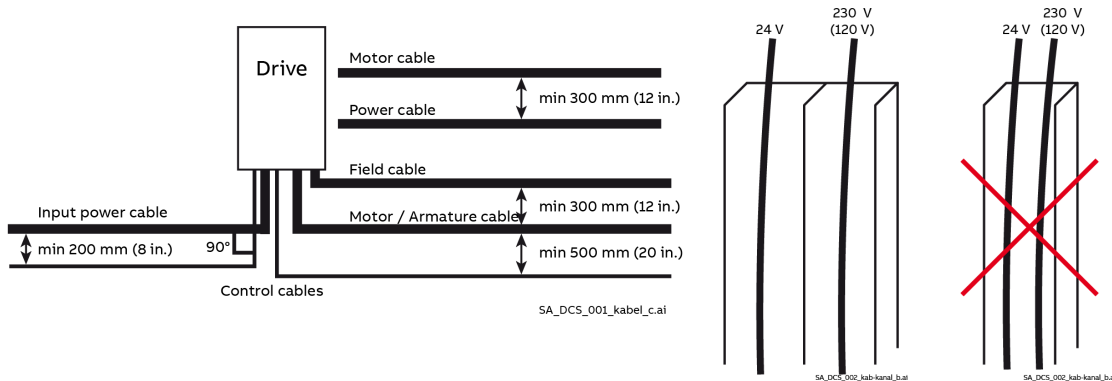 Drive
Motor cable
min 300 mm (12 in.)
Power cable
Field cable
min 300 mm (12 in.)
Motor / Armature cable
min 500 mm (20 in.)
Input power cable
min 200 mm (8 in.)
90°
Control cables
SA_DCS_001_kabel_c.ai
24 V
230 V
(120 V)
SA_DCS_002_kab-kanal_b.ai
24 V
230 V
(120 V)
SA_DCS_002_kab-kanal_b.a